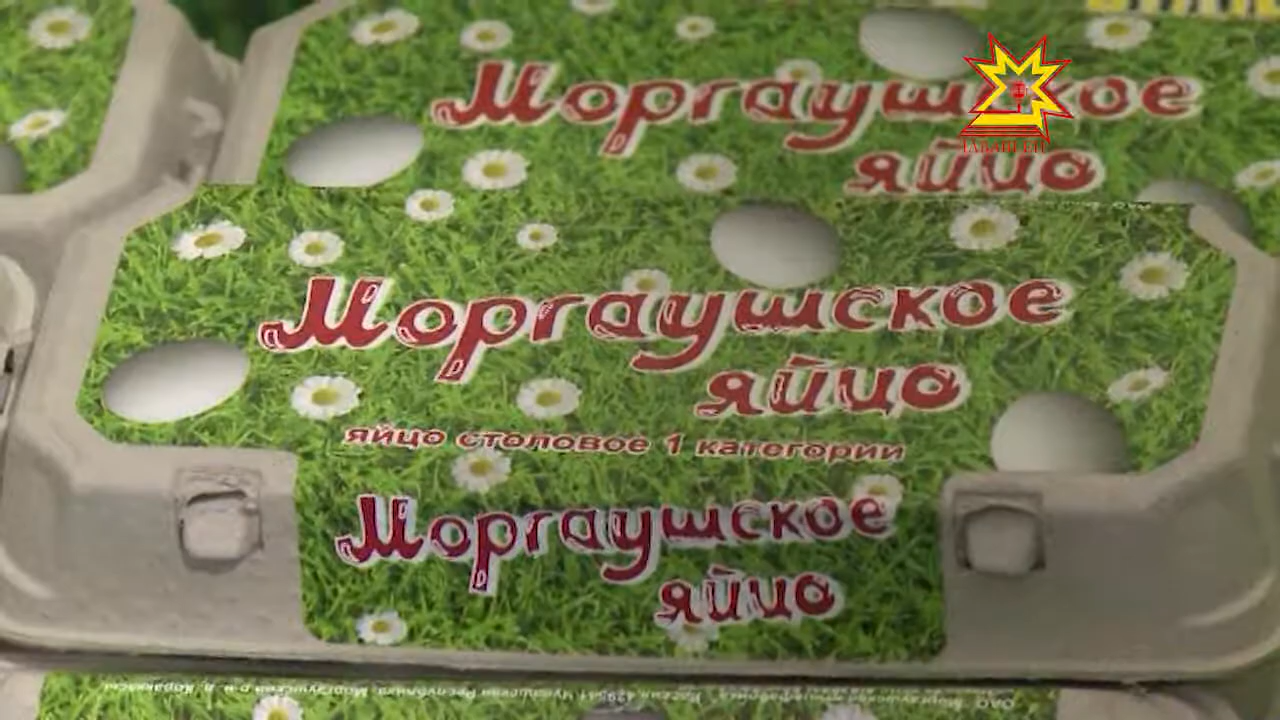 Моргаушское
яйцо
Моргаушское
яйцо
яйцо столовое 1 категории
Моргаушское
яйцо